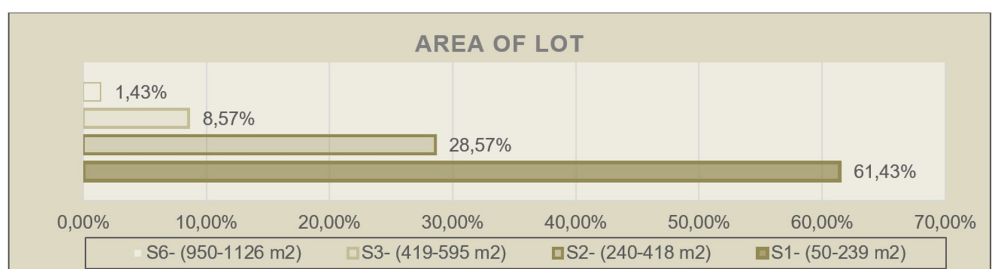 AREA OF LOT
1,43%
8,57%
28,57%
61,43%
0,00% 10,00% 20,00% 30,00% 40,00% 50,00% 60,00% 70,00%
S6- (950-1126 m2) S3- (419-595 m2) S2- (240-418 m2) S1- (50-239 m2)